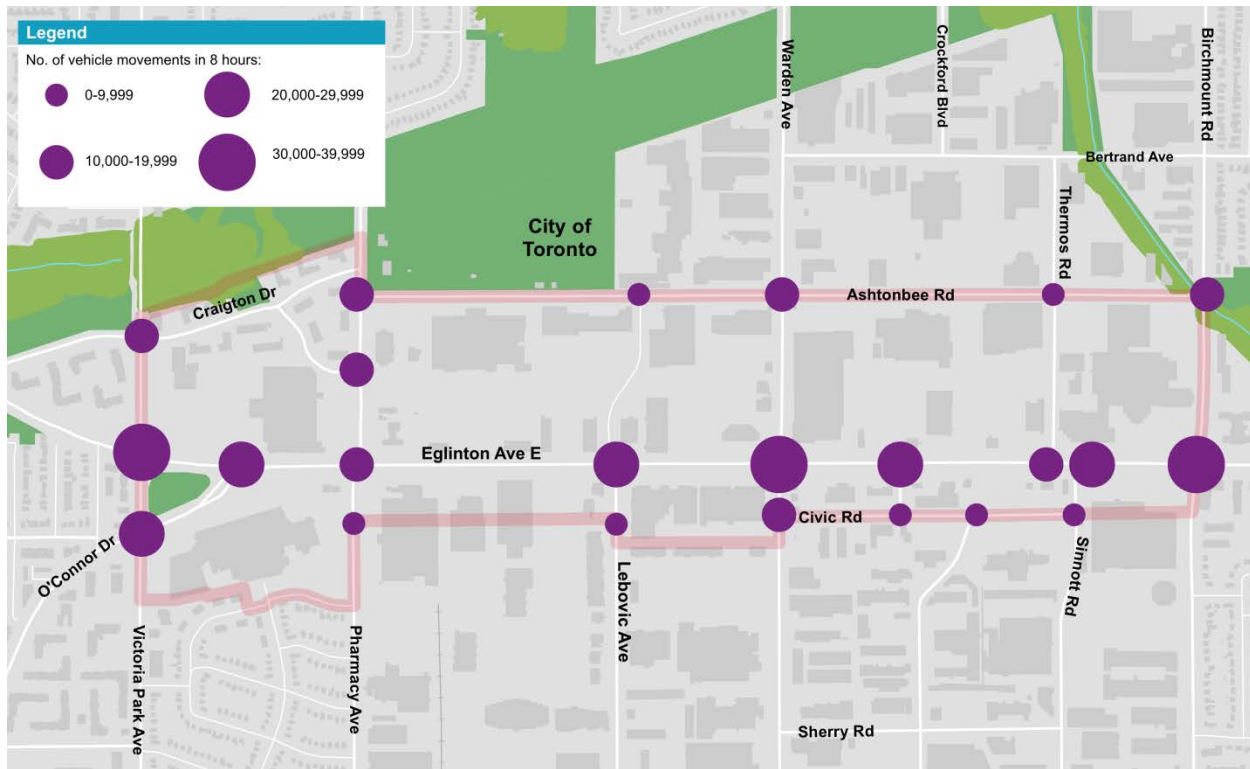 Legend
No. of vehicle movements in 8 hours:
0-9,999
20,000-29,999
10,000-19,999
30,000-39,999
Warden Ave
Crockford Blvd
Birchmount Rd
Bertrand Ave
City of
Toronto
Thermos Rd
Craigton Dr
Ashtonbee Rd
Eglinton Ave E
Civic Rd
O'Connor Dr
Sinnott Rd
Lebovic Ave
Victoria Park Ave
Pharmacy Ave
Sherry Rd